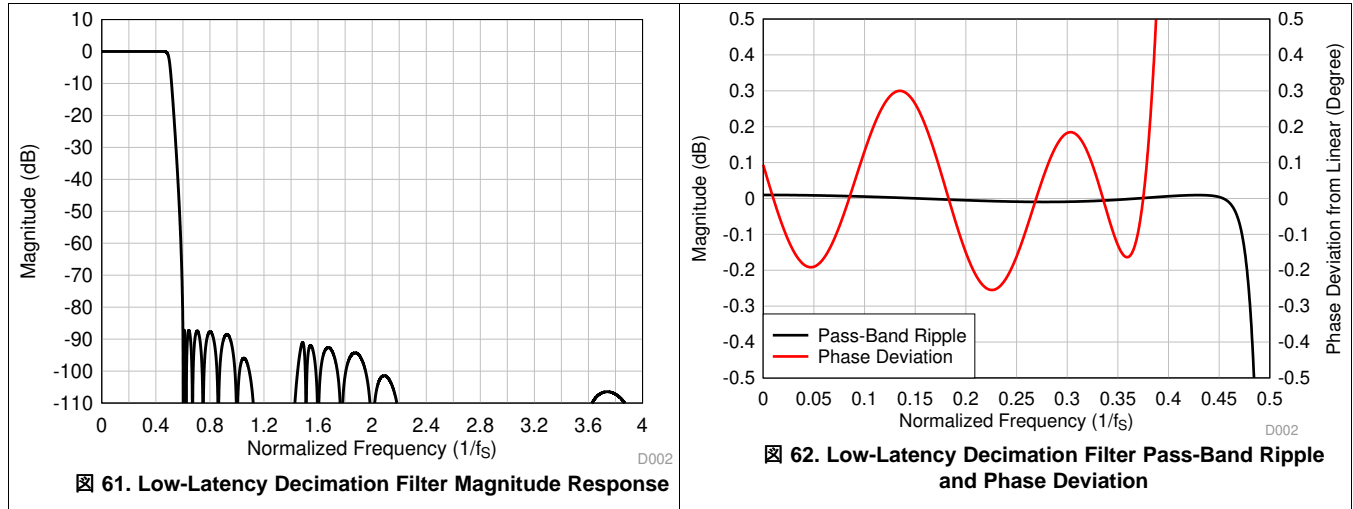 10
0
-10
-20
-30
-40
-50
-60
-70
-80
-90
-100
-110
Magnitude (dB)
0 0.4 0.8 1.2 1.6 2 2.4 2.8 3.2 3.6 4
Normalized Frequency (1/fS)
D002
図 61. Low-Latency Decimation Filter Magnitude Response
0.5
0.4
0.3
0.2
0.1
0
-0.1
-0.2
-0.3
-0.4
-0.5
Magnitude (dB)
Pass-Band Ripple
Phase Deviation
0.5
0.4
0.3
0.2
0.1
0
-0.1
-0.2
-0.3
-0.4
-0.5
Phase Deviation from Linear (Degree)
0 0.05 0.1 0.15 0.2 0.25 0.3 0.35 0.4 0.45 0.5
Normalized Frequency (1/fS)
D002
図 62. Low-Latency Decimation Filter Pass-Band Ripple
and Phase Deviation